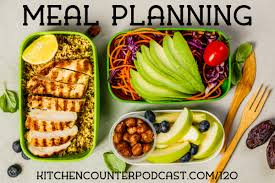 MEAL PLANNING
KITCHENCOUNTERPODCAST.COM/120